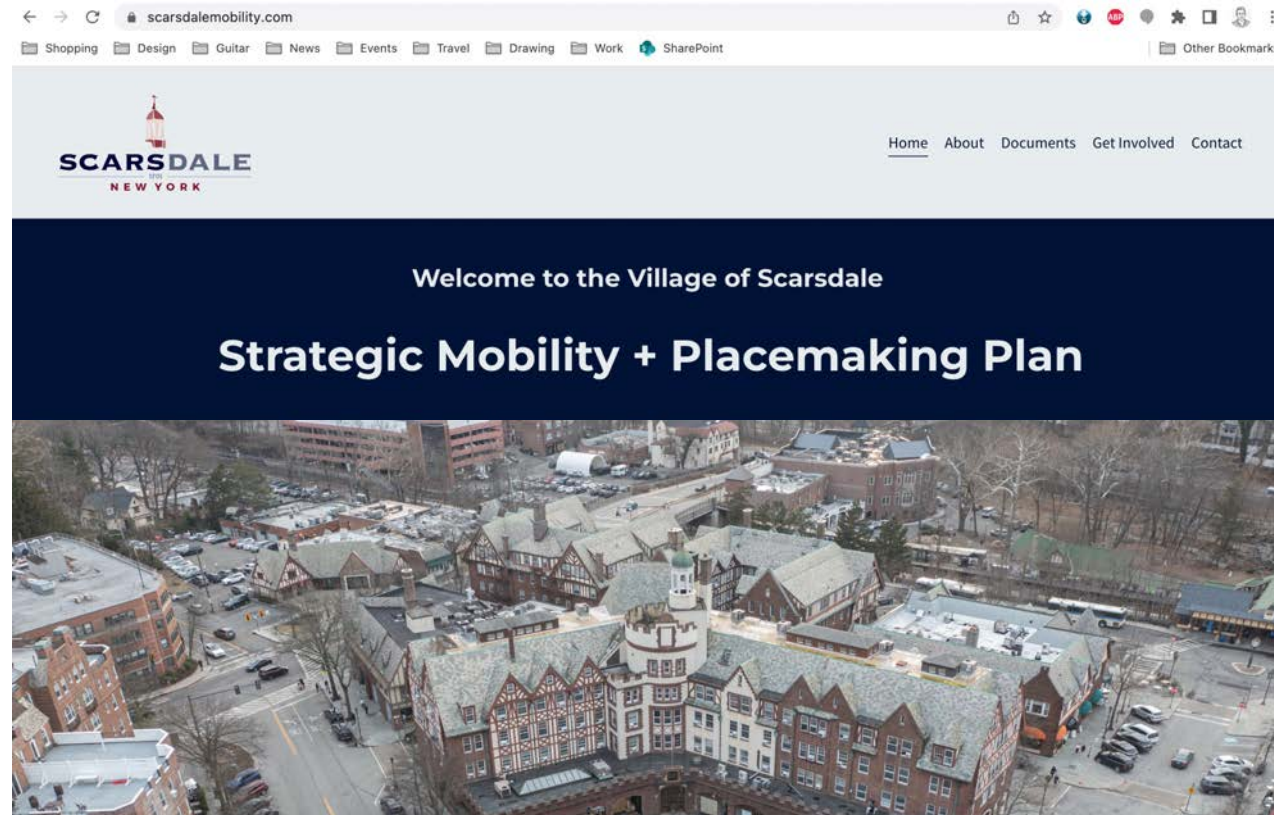 scarsdalemobility.com
ABP
Shopping Design Guitar News Events Travel Drawing Work SharePoint Other Bookmark
SCARSDALE
NEW YORK
Home About Documents Get Involved Contact
Welcome to the Village of Scarsdale
Strategic Mobility + Placemaking Plan